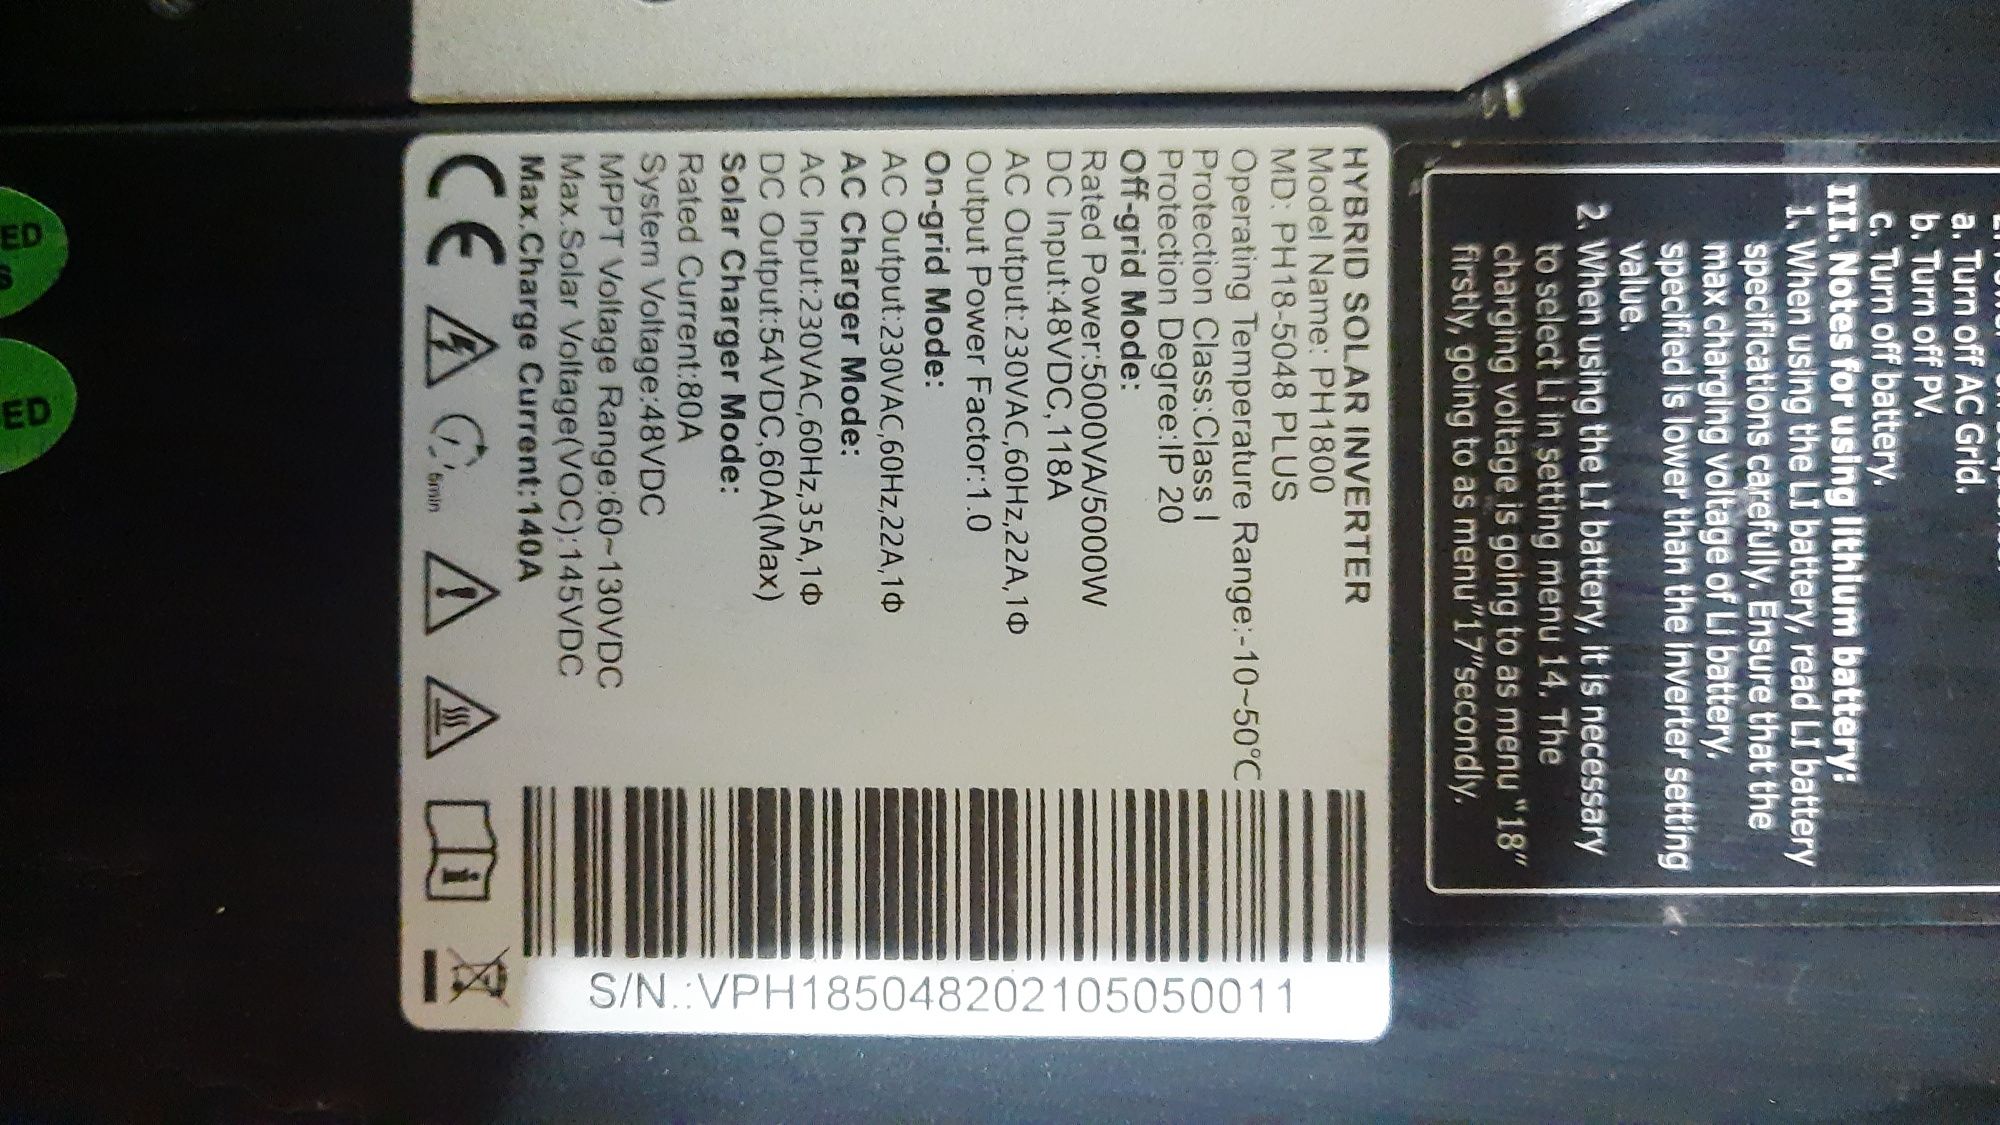 a. Turn off AC Grid.
b. Turn off PV.
c. Turn off battery.
III. Notes for using lithium battery:
1. When using the LI battery, read LI battery
specifications carefully. Ensure that the
max charging voltage of Li battery.
specified is lower than the inverter setting
value.
2. When using the LI battery, it is necessary
to select Li in setting menu 14. The
charging voltage is going to as menu "18"
firstly, going to as menu"17"secondly.
HYBRID SOLAR INVERTER
Model Name: PH1800
MD: PH18-5048 PLUS
Operating Temperature Range:-10~50°C
Protection Class:Class I
Protection Degree:IP 20
Off-grid Mode:
Rated Power:5000VA/5000W
DC Input:48VDC,118A
AC Output:230VAC,60Hz,22A,1Φ
Output Power Factor:1.0
On-grid Mode:
AC Output:230VAC,60Hz,22A,1Φ
AC Charger Mode:
AC Input:230VAC,60Hz,35A,1Φ
DC Output:54VDC,60A(Max)
Solar Charger Mode:
Rated Current:80A
System Voltage:48VDC
MPPT Voltage Range:60~130VDC
Max.Solar Voltage(VOC):145VDC
Max.Charge Current:140A
CE
5min
S/N.:VPH185048202105050011
ED
ED